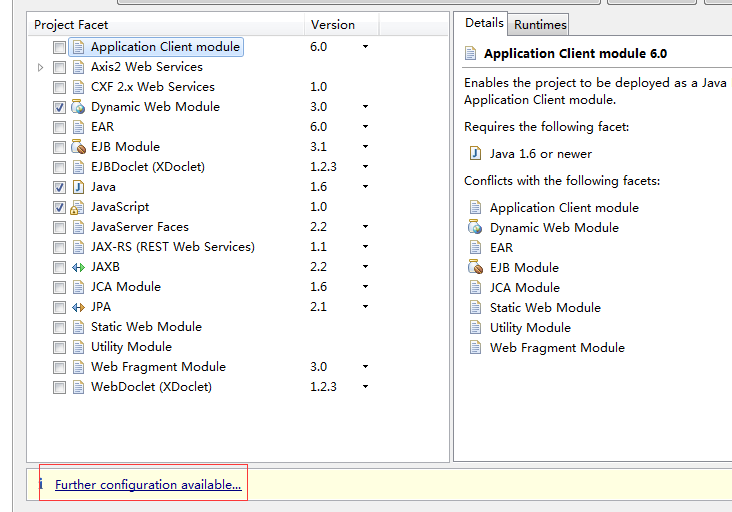 Project Facet Version
Application Client module 6.0
Axis2 Web Services
CXF 2.x Web Services 1.0
Dynamic Web Module 3.0
EAR 6.0
EJB Module 3.1
EJBDoclet (XDoclet) 1.2.3
Java 1.6
JavaScript 1.0
JavaServer Faces 2.2
JAX-RS (REST Web Services) 1.1
JAXB 2.2
JCA Module 1.6
JPA 2.1
Static Web Module
Utility Module
Web Fragment Module 3.0
WebDoclet (XDoclet) 1.2.3
Details Runtimes
Application Client module 6.0
Enables the project to be deployed as a Java
Application Client module.
Requires the following facet:
Java 1.6 or newer
Conflicts with the following facets:
Application Client module
Dynamic Web Module
EAR
EJB Module
JCA Module
Static Web Module
Utility Module
Web Fragment Module
Further configuration available...